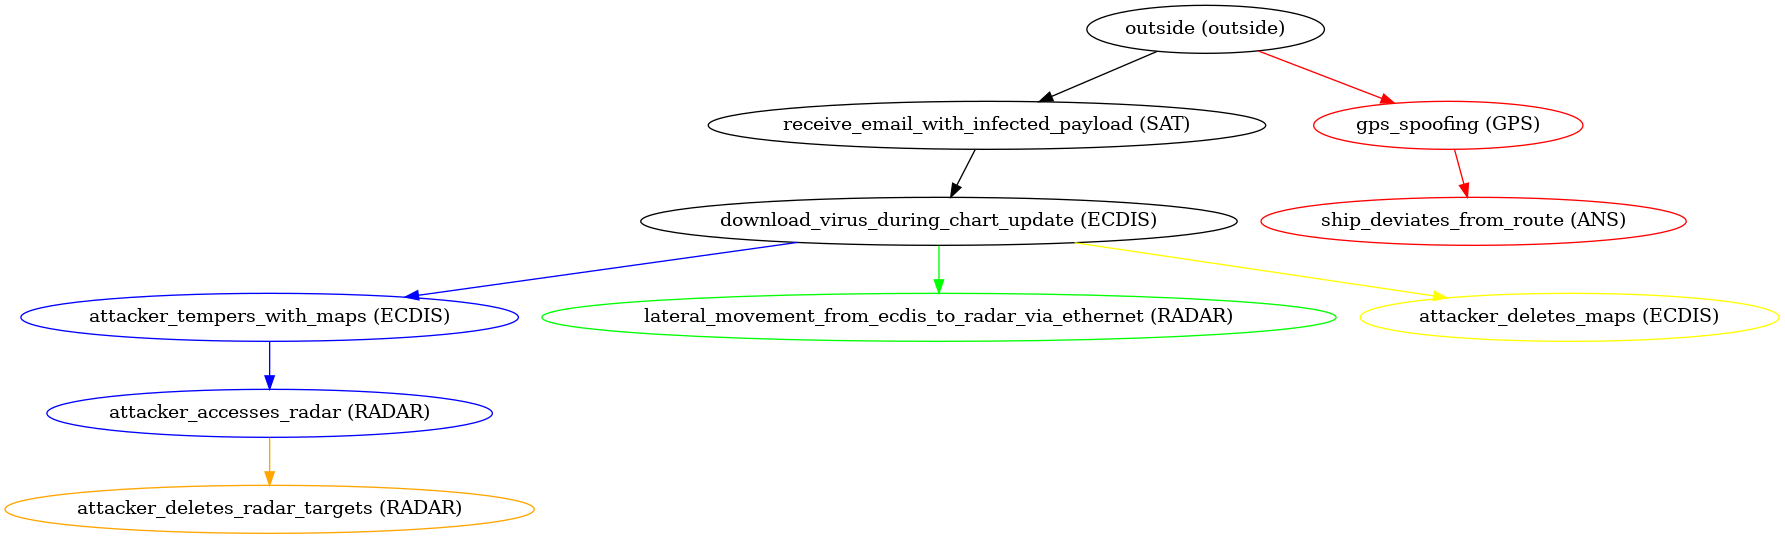 outside (outside)
receive_email_with_infected_payload (SAT)
gps_spoofing (GPS)
download_virus_during_chart_update (ECDIS)
ship_deviates_from_route (ANS)
attacker_tempers_with_maps (ECDIS)
lateral_movement_from_ecdis_to_radar_via_ethernet (RADAR)
attacker_deletes_maps (ECDIS)
attacker_accesses_radar (RADAR)
attacker_deletes_radar_targets (RADAR)